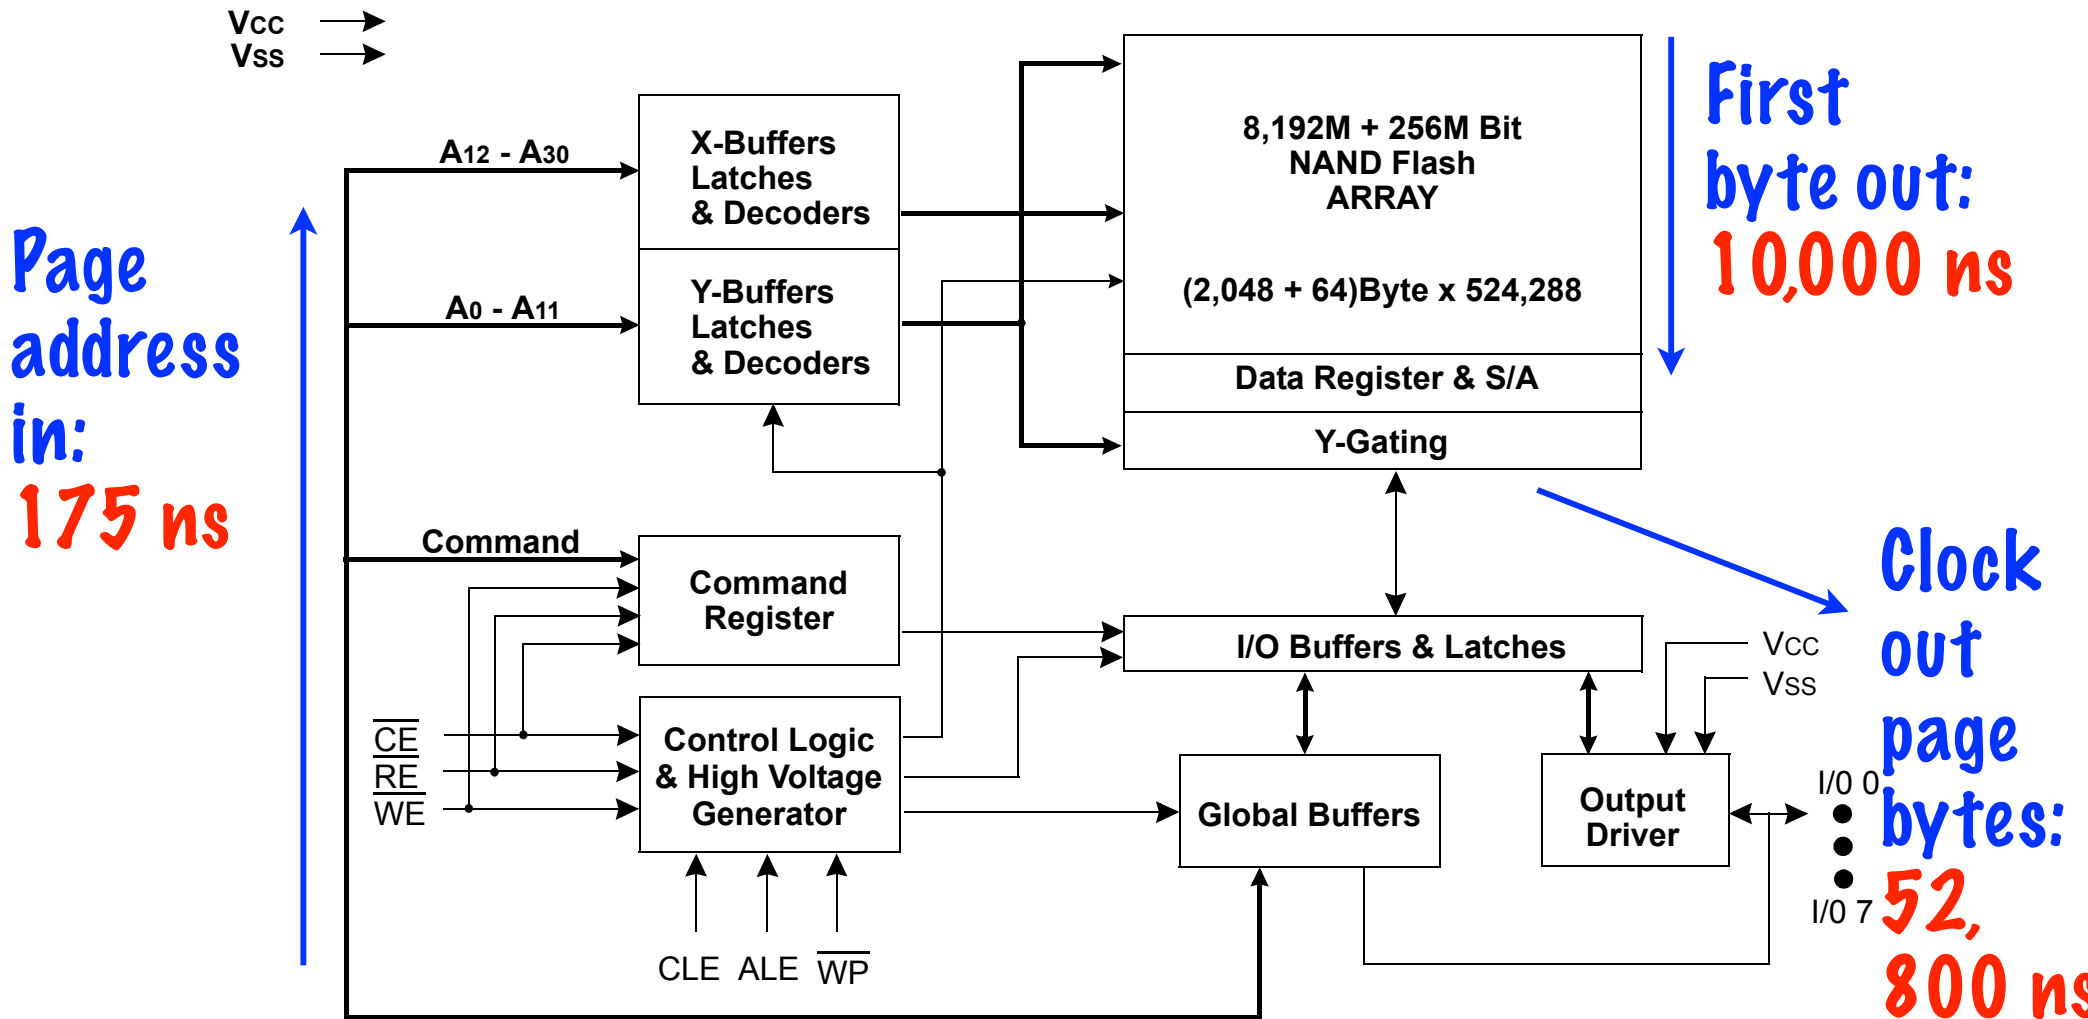 Vcc
Vss
A12 - A30
X-Buffers
Latches
& Decoders
A0 - A11
Y-Buffers
Latches
& Decoders
8,192M + 256M Bit
NAND Flash
ARRAY
(2,048 + 64)Byte x 524,288
Data Register & S/A
Y-Gating
First
byte out:
10,000 ns
Page
address
in:
175 ns
Command
Command
Register
I/O Buffers & Latches
CE
RE
WE
Control Logic
& High Voltage
Generator
CLE ALE WP
Global Buffers
Output
Driver
VCC
VSS
I/0 0
I/0 7
Clock
out
page
bytes:
52,
800 ns